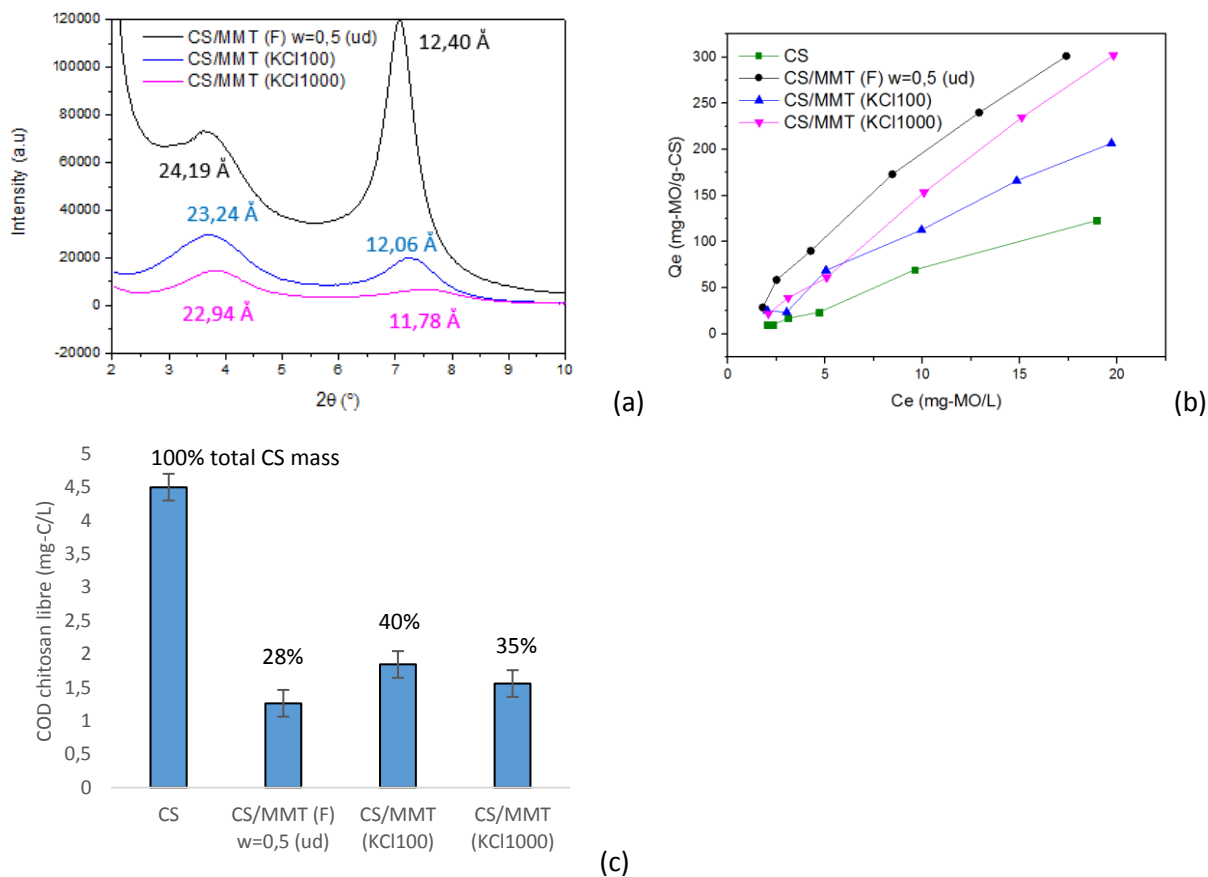 120000
100000
80000
60000
40000
20000
0
-20000
Intensity (a.u)
CS/MMT (F) w=0,5 (ud)
CS/MMT (KCl100)
CS/MMT (KCl1000)
12,40 Å
24,19 Å
23,24 Å
12,06 Å
22,94 Å
11,78 Å
2 3 4 5 6 7 8 9 10
2θ (°)
(a)
300
250
200
150
100
50
0
Qe (mg-MO/g-CS)
CS
CS/MMT (F) w=0,5 (ud)
CS/MMT (KCl100)
CS/MMT (KCl1000)
0 5 10 15 20
Ce (mg-MO/L)
(b)
5
4,5
4
3,5
3
2,5
2
1,5
1
0,5
0
COD chitosan libre (mg-C/L)
100% total CS mass
28%
40%
35%
CS
CS/MMT (F)
w=0,5 (ud)
CS/MMT
(KCl100)
CS/MMT
(KCl1000)
(c)